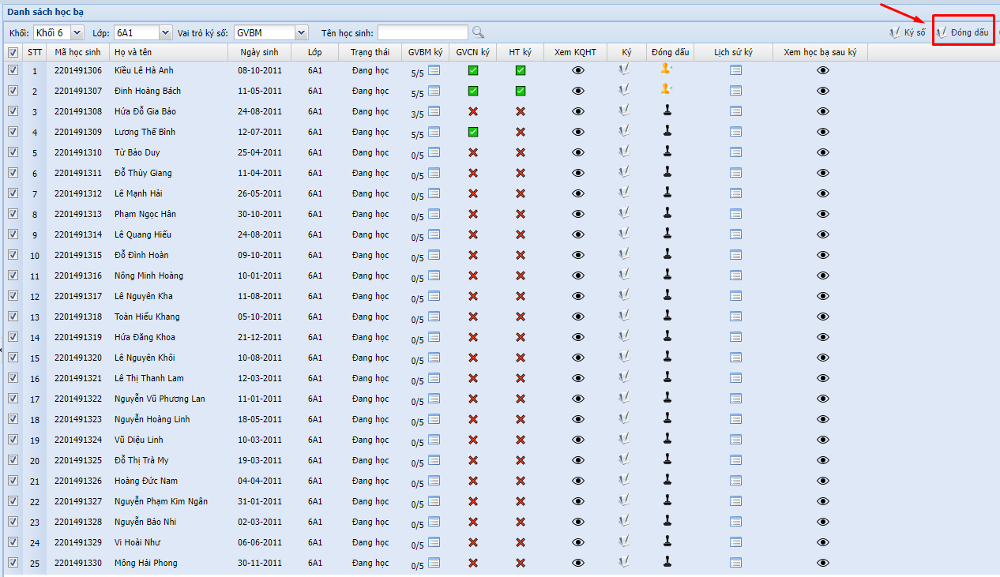 Danh sách học bạ
Khối: Khối 6 Lớp: 6A1 Vai trò ký số: GVBM Tên học sinh: Ký số Đóng dấu
STT Mã học sinh Họ và tên Ngày sinh Lớp Trạng thái GVBM ký GVCN ký HT ký Xem KQHT Ký Đóng dấu Lịch sử ký Xem học bạ sau ký
1 2201491306 Kiều Lê Hà Anh 08-10-2011 6A1 Đang học 5/5
2 2201491307 Đinh Hoàng Bách 11-05-2011 6A1 Đang học 5/5
3 2201491308 Hứa Đỗ Gia Bảo 24-08-2011 6A1 Đang học 3/5
4 2201491309 Lương Thế Bình 12-07-2011 6A1 Đang học 5/5
5 2201491310 Từ Bảo Duy 25-04-2011 6A1 Đang học 0/5
6 2201491311 Đỗ Thùy Giang 11-04-2011 6A1 Đang học 0/5
7 2201491312 Lê Mạnh Hải 26-05-2011 6A1 Đang học 0/5
8 2201491313 Phạm Ngọc Hân 30-10-2011 6A1 Đang học 0/5
9 2201491314 Lê Quang Hiếu 24-08-2011 6A1 Đang học 0/5
10 2201491315 Đỗ Đình Hoàn 09-10-2011 6A1 Đang học 0/5
11 2201491316 Nông Minh Hoàng 10-01-2011 6A1 Đang học 0/5
12 2201491317 Lê Nguyên Kha 11-08-2011 6A1 Đang học 0/5
13 2201491318 Toàn Hiếu Khang 05-10-2011 6A1 Đang học 0/5
14 2201491319 Hứa Đăng Khoa 21-12-2011 6A1 Đang học 0/5
15 2201491320 Lê Nguyên Khôi 10-08-2011 6A1 Đang học 0/5
16 2201491321 Lê Thị Thanh Lam 12-03-2011 6A1 Đang học 0/5
17 2201491322 Nguyễn Vũ Phương Lan 11-01-2011 6A1 Đang học 0/5
18 2201491323 Nguyễn Hoàng Linh 18-05-2011 6A1 Đang học 0/5
19 2201491324 Vũ Diệu Linh 10-03-2011 6A1 Đang học 0/5
20 2201491325 Đỗ Thị Trà My 19-03-2011 6A1 Đang học 0/5
21 2201491326 Hoàng Đức Nam 04-04-2011 6A1 Đang học 0/5
22 2201491327 Nguyễn Phạm Kim Ngân 31-01-2011 6A1 Đang học 0/5
23 2201491328 Nguyễn Bảo Nhi 02-03-2011 6A1 Đang học 0/5
24 2201491329 Vi Hoài Như 06-06-2011 6A1 Đang học 0/5
25 2201491330 Mông Hải Phong 30-11-2011 6A1 Đang học 0/5